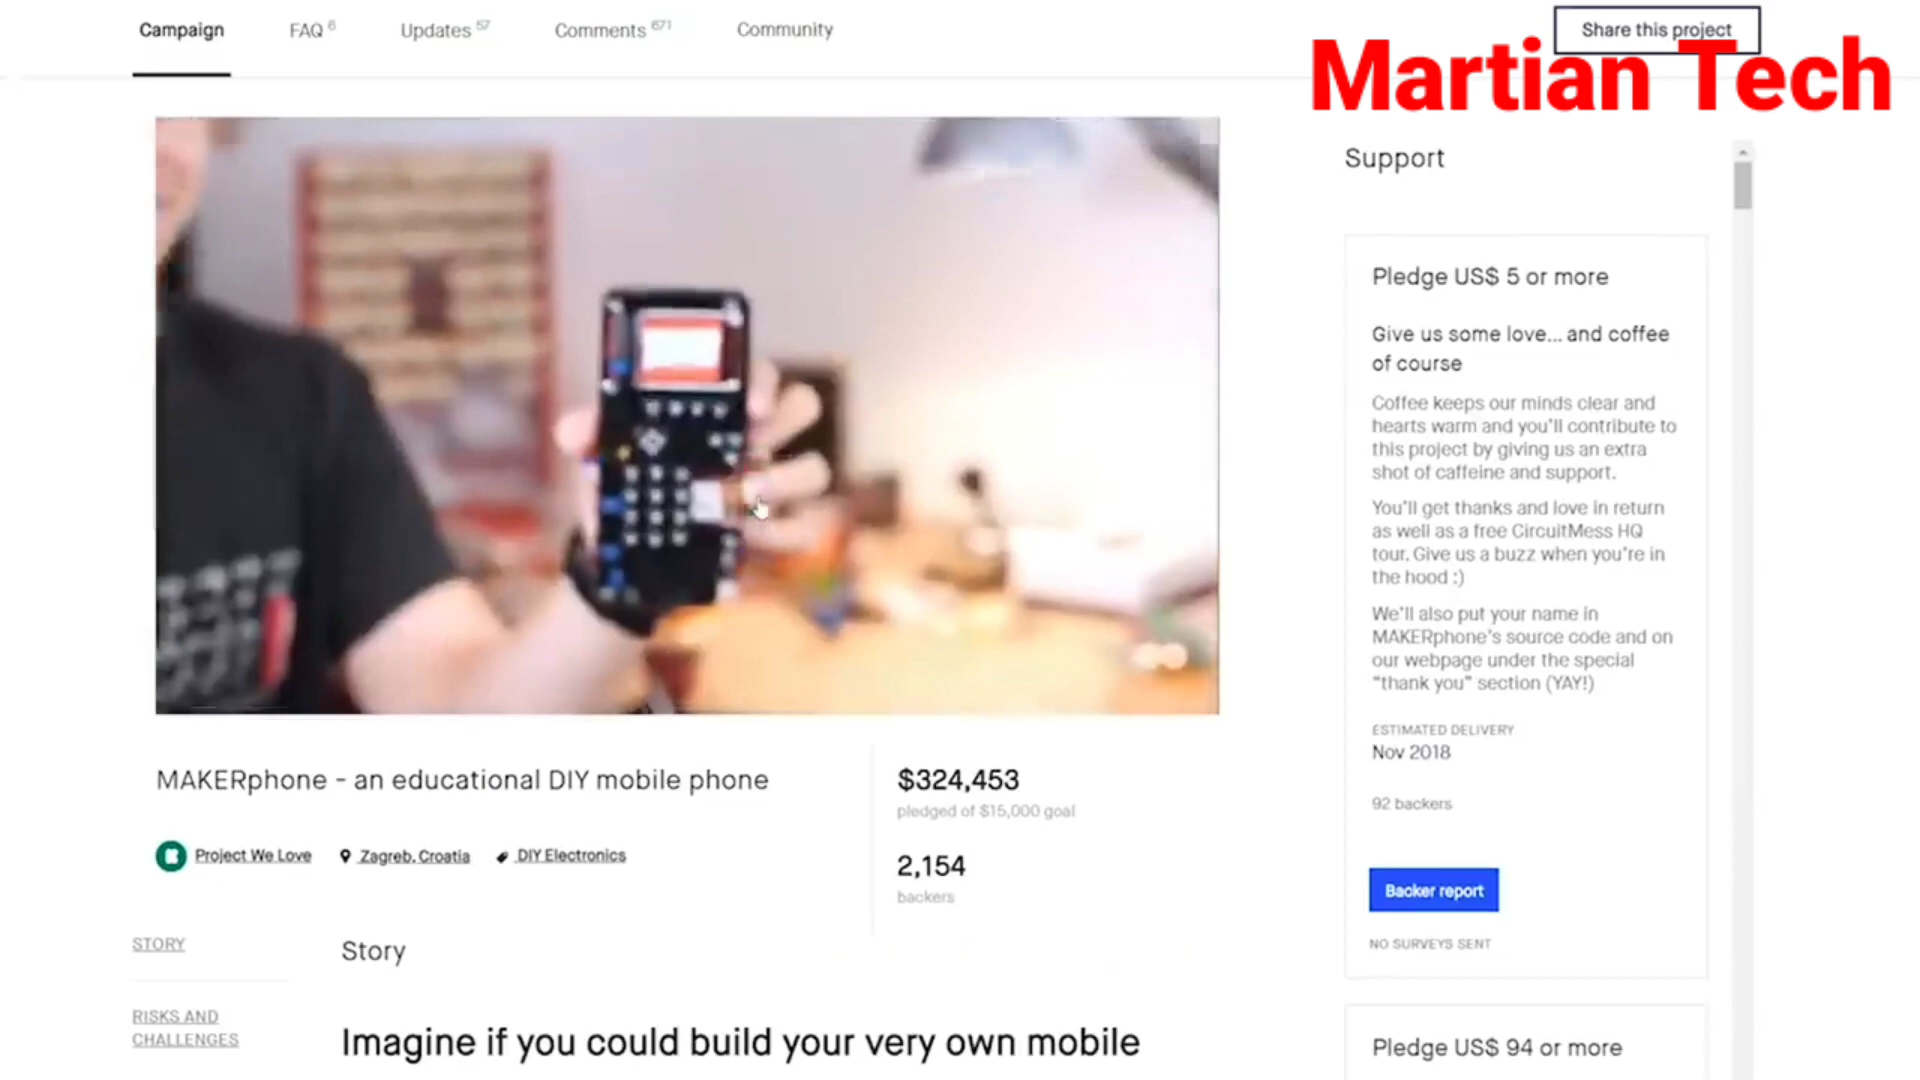 Campaign
FAQ 6
Updates 57
Comments 671
Community
Share this project
Martian Tech
Support
Pledge US$ 5 or more
Give us some love... and coffee
of course
Coffee keeps our minds clear and
hearts warm and you'll contribute to
this project by giving us an extra
shot of caffeine and support.
You'll get thanks and love in return
as well as a free CircuitMess HQ
tour. Give us a buzz when you're in
the hood :)
We'll also put your name in
MAKERphone's source code and on
our webpage under the special
"thank you" section (YAY!)
ESTIMATED DELIVERY
Nov 2018
92 backers
Backer report
NO SURVEYS SENT
Pledge US$ 94 or more
MAKERphone - an educational DIY mobile phone
Project We Love
Zagreb, Croatia
DIY Electronics
$324,453
pledged of $15,000 goal
2,154
backers
STORY
RISKS AND
CHALLENGES
Story
Imagine if you could build your very own mobile